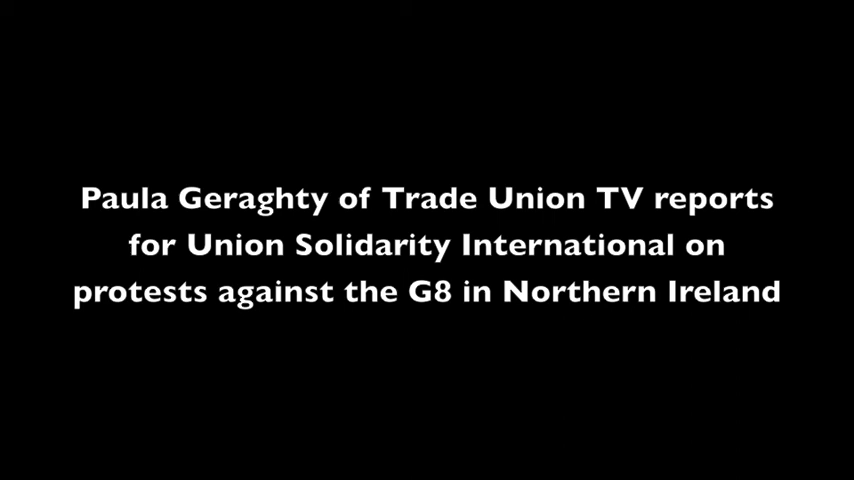 Paula Geraghty of Trade Union TV reports
for Union Solidarity International on
protests against the G8 in Northern Ireland